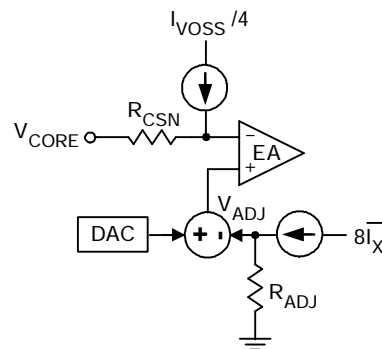 I_VOSS /4
R_CSN
V_CORE
−
EA
+
V_ADJ
DAC
+ -
8I_X
R_ADJ